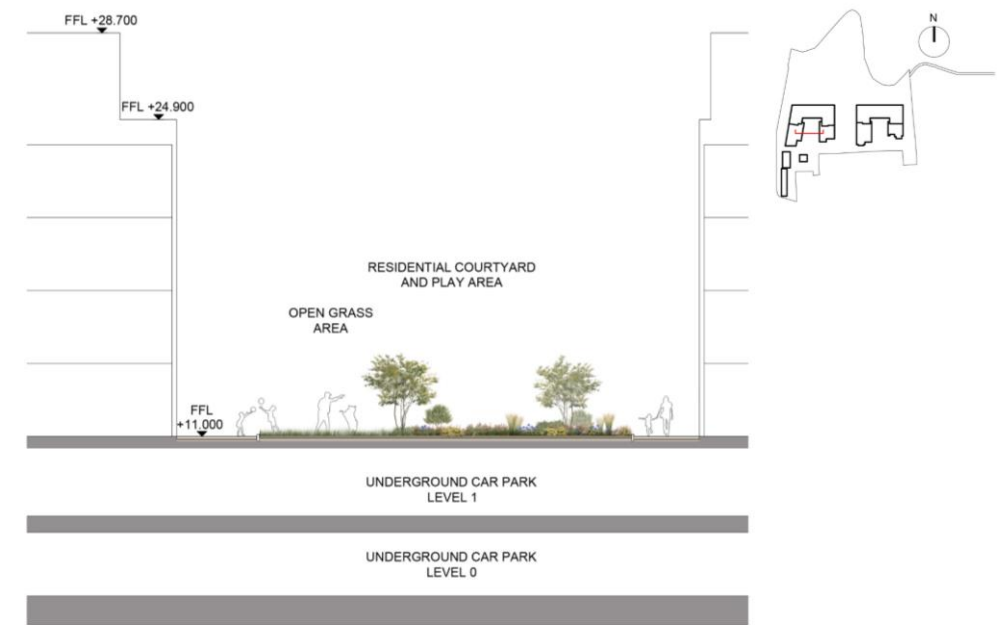 FFL +28.700
N
FFL +24.900
RESIDENTIAL COURTYARD
AND PLAY AREA
OPEN GRASS
AREA
FFL
+11.000
UNDERGROUND CAR PARK
LEVEL 1
UNDERGROUND CAR PARK
LEVEL 0